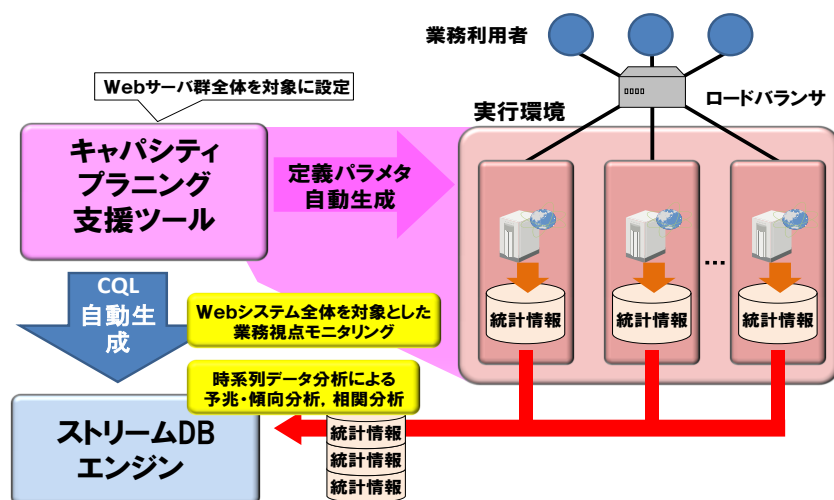 業務利用者
Webサーバ群全体を対象に設定
ロードバランサ
実行環境
キャパシティ
プラニング
支援ツール
定義パラメタ
自動生成
統計情報
統計情報
…
統計情報
CQL
自動生
成
Webシステム全体を対象とした
業務視点モニタリング
時系列データ分析による
予兆・傾向分析，相関分析
ストリームDB
エンジン
統計情報
統計情報
統計情報